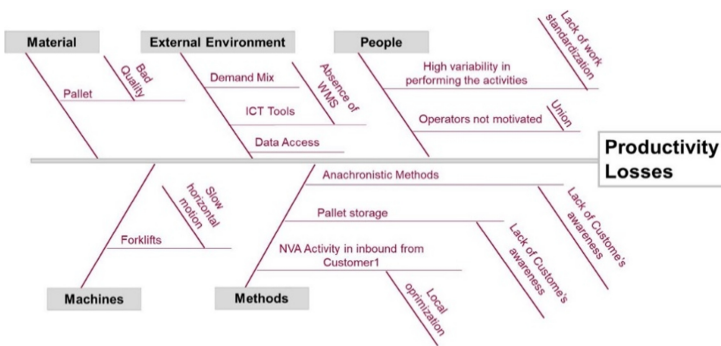 Material
External Environment
People
Lack of work
standardization
Bad
Quality
Pallet
Demand Mix
Absence of
WMS
ICT Tools
Data Access
High variability in
performing the activities
Operators not motivated
Union
Productivity
Losses
Anachronistic Methods
Lack of Custome's
awareness
Pallet storage
Lack of Custome's
awareness
NVA Activity in inbound from
Customer1
Local
oprimization
Slow
horizontal
motion
Forklifts
Machines
Methods